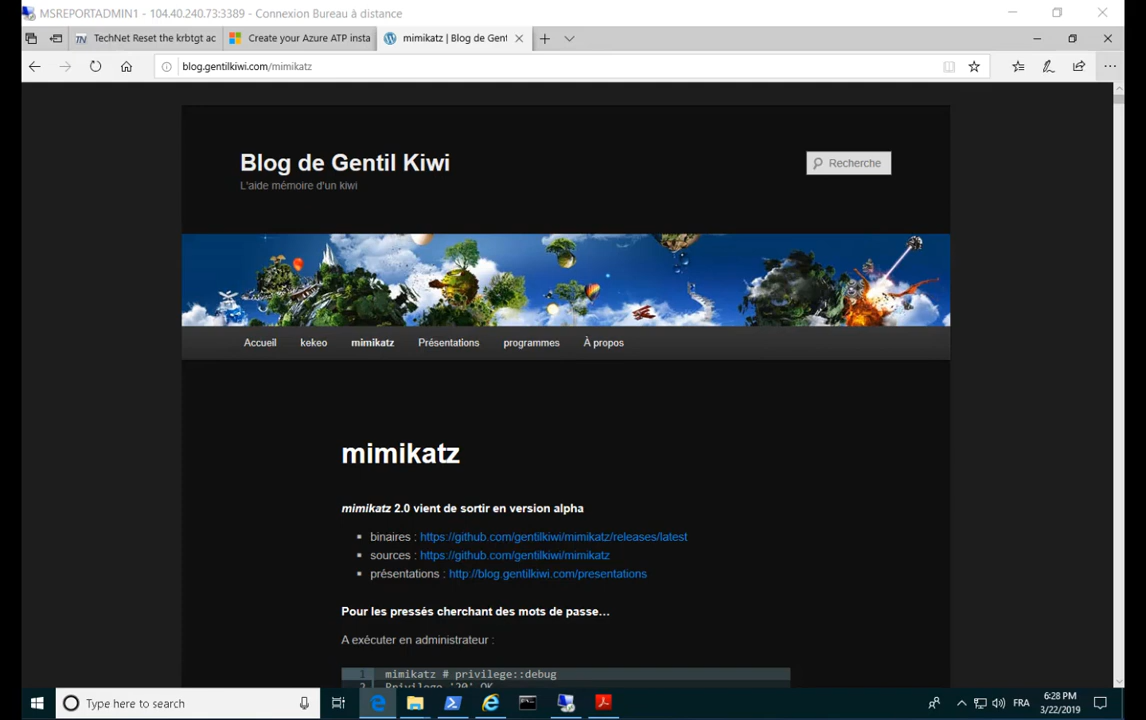 MSREPORTADMIN1 - 104.40.240.73:3389 - Connexion Bureau à distance
TechNet Reset the krbtgt ac
Create your Azure ATP insta
mimikatz | Blog de Gent
blog.gentilkiwi.com/mimikatz
Blog de Gentil Kiwi
L'aide mémoire d'un kiwi
Recherche
Accueil kekeo mimikatz Présentations programmes À propos
mimikatz
mimikatz 2.0 vient de sortir en version alpha
binaires : https://github.com/gentilkiwi/mimikatz/releases/latest
sources : https://github.com/gentilkiwi/mimikatz
présentations : http://blog.gentilkiwi.com/presentations
Pour les pressés cherchant des mots de passe…
A exécuter en administrateur :
1 mimikatz # privilege::debug
2 Privilege '20' OK
Type here to search
FRA
6:28 PM
3/22/2019